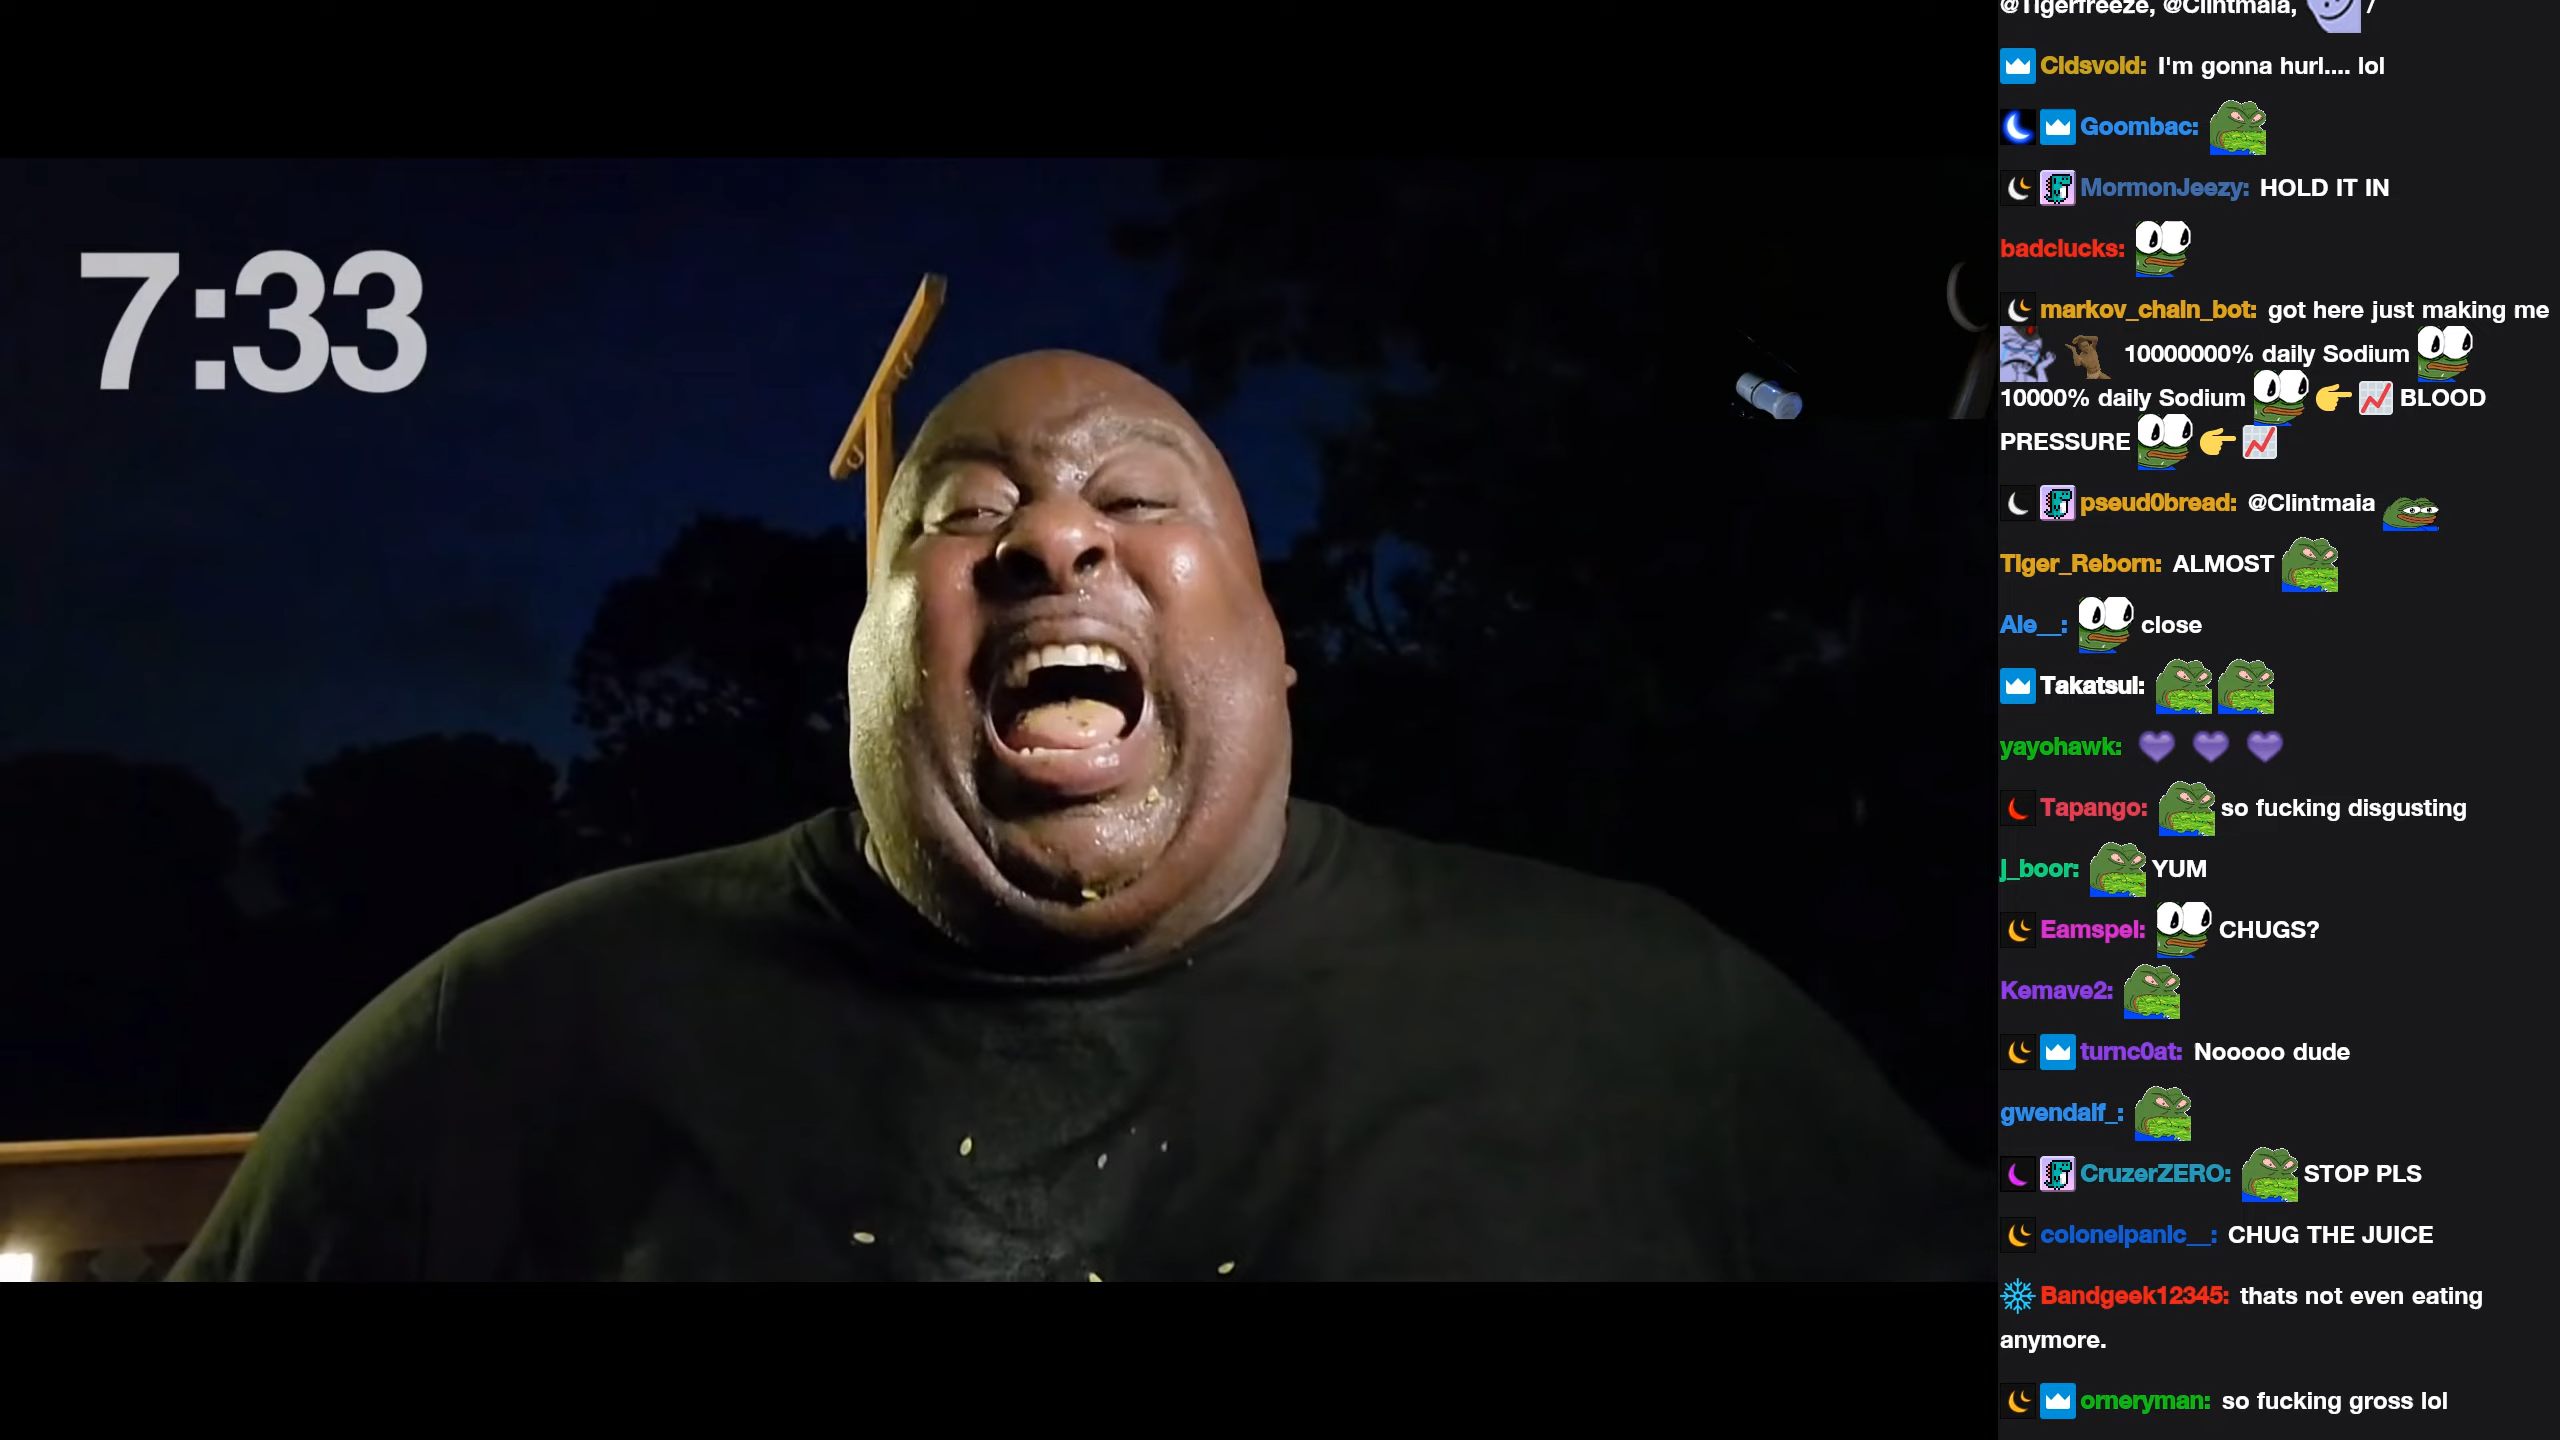 @Tigerfreeze, @Clintmaia, /
Cldsvold: I'm gonna hurl.... lol
Goombac:
MormonJeezy: HOLD IT IN
7:33
badclucks:
markov_chain_bot: got here just making me
10000000% daily Sodium
10000% daily Sodium BLOOD
PRESSURE
pseud0bread: @Clintmaia
Tiger_Reborn: ALMOST
Ale__: close
Takatsul:
yayohawk:
Tapango: so fucking disgusting
j_boor: YUM
Eamspel: CHUGS?
Kemave2:
turnc0at: Nooooo dude
gwendalf_:
CruzerZERO: STOP PLS
colonelpanic__: CHUG THE JUICE
Bandgeek12345: thats not even eating
anymore.
orneryman: so fucking gross lol